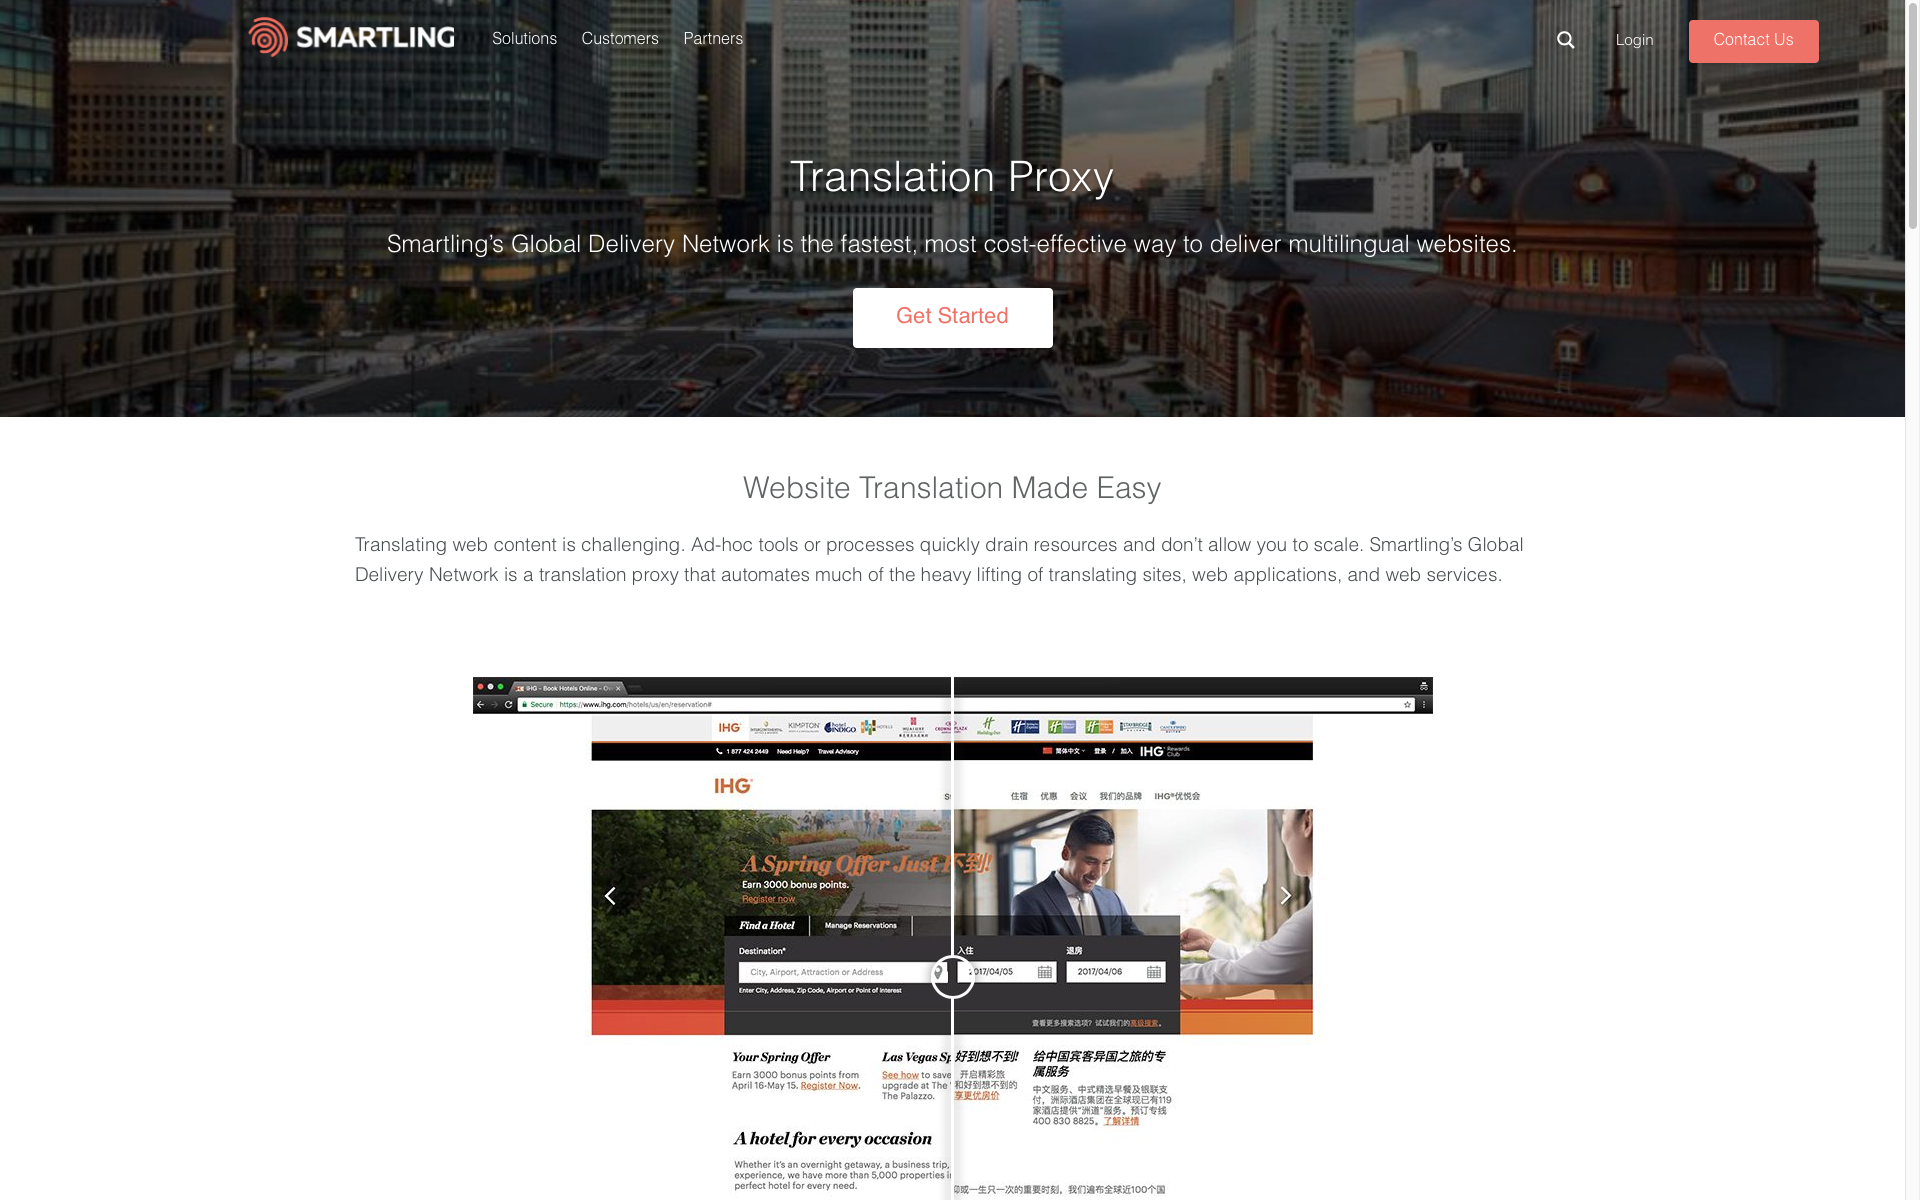 SMARTLING
Solutions Customers Partners
Login
Contact Us
Translation Proxy
Smartling’s Global Delivery Network is the fastest, most cost-effective way to deliver multilingual websites.
Get Started
Website Translation Made Easy
Translating web content is challenging. Ad-hoc tools or processes quickly drain resources and don’t allow you to scale. Smartling’s Global
Delivery Network is a translation proxy that automates much of the heavy lifting of translating sites, web applications, and web services.
IHG - Book Hotels Online -
Secure https://www.ihg.com/hotels/us/en/reservation#
IHG KIMPTON hotel INDIGO HOTELS CROWNE PLAZA Holiday Inn STAYBRIDGE
1 877 424 2449 Need Help? Travel Advisory
简体中文 登录 / 加入 IHG Rewards Club
IHG
住宿 优惠 会议 我们的品牌 IHG®优悦会
A Spring Offer Just 不到!
Earn 3000 bonus points.
Register now
Find a Hotel Manage Reservations
Destination* 入住 退房
City, Airport, Attraction or Address 2017/04/05 2017/04/06
Enter City, Address, Zip Code, Airport or Point of Interest
查看更多搜索选项? 试试我们的高级搜索。
Your Spring Offer
Earn 3000 bonus points from
April 16-May 15. Register Now.
Las Vegas Sp
See how to save
upgrade at The
The Palazzo.
好到想不到!
开启精彩旅
和好到想不到的
享更优房价
给中国宾客异国之旅的专
属服务
中文服务、中式精选早餐及银联支
付，洲际酒店集团在全球现已有119
家酒店提供“洲道”服务。预订专线
400 830 8825。了解详情
A hotel for every occasion
Whether it’s an overnight getaway, a business trip,
experience, we have more than 5,000 properties i
perfect hotel for every need.
或一生只一次的重要时刻，我们遍布全球近100个国